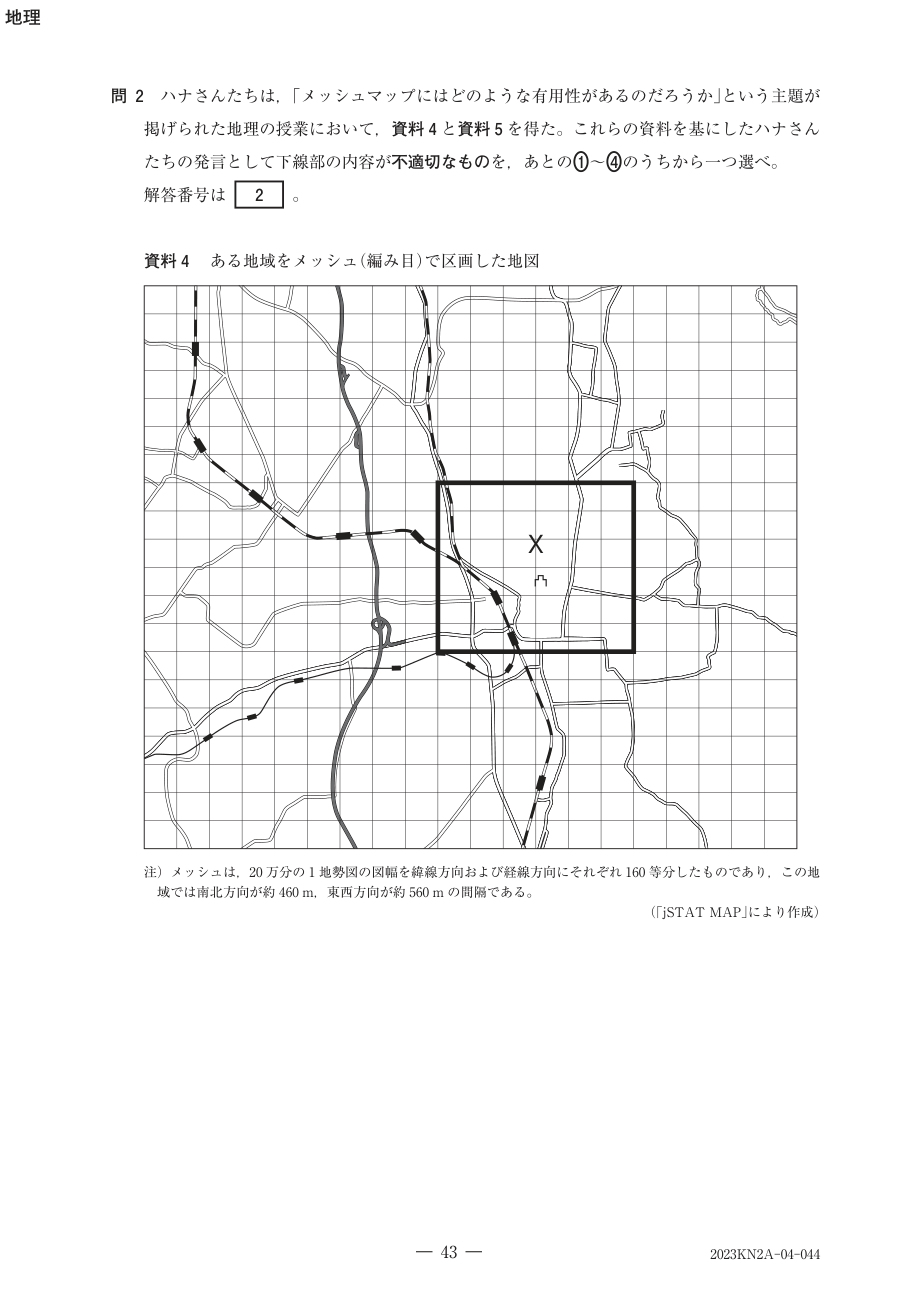 地理
問 2 ハナさんたちは，「メッシュマップにはどのような有用性があるのだろうか」という主題が
掲げられた地理の授業において，資料 4 と資料 5 を得た。これらの資料を基にしたハナさん
たちの発言として下線部の内容が不適切なものを，あとの①～④のうちから一つ選べ。
解答番号は 2 。
資料 4 ある地域をメッシュ(編み目)で区画した地図
X
注）メッシュは，20 万分の 1 地勢図の図幅を緯線方向および経線方向にそれぞれ 160 等分したものであり，この地
域では南北方向が約 460 m，東西方向が約 560 m の間隔である。
(「jSTAT MAP」により作成)
― 43 ―
2023KN2A-04-044